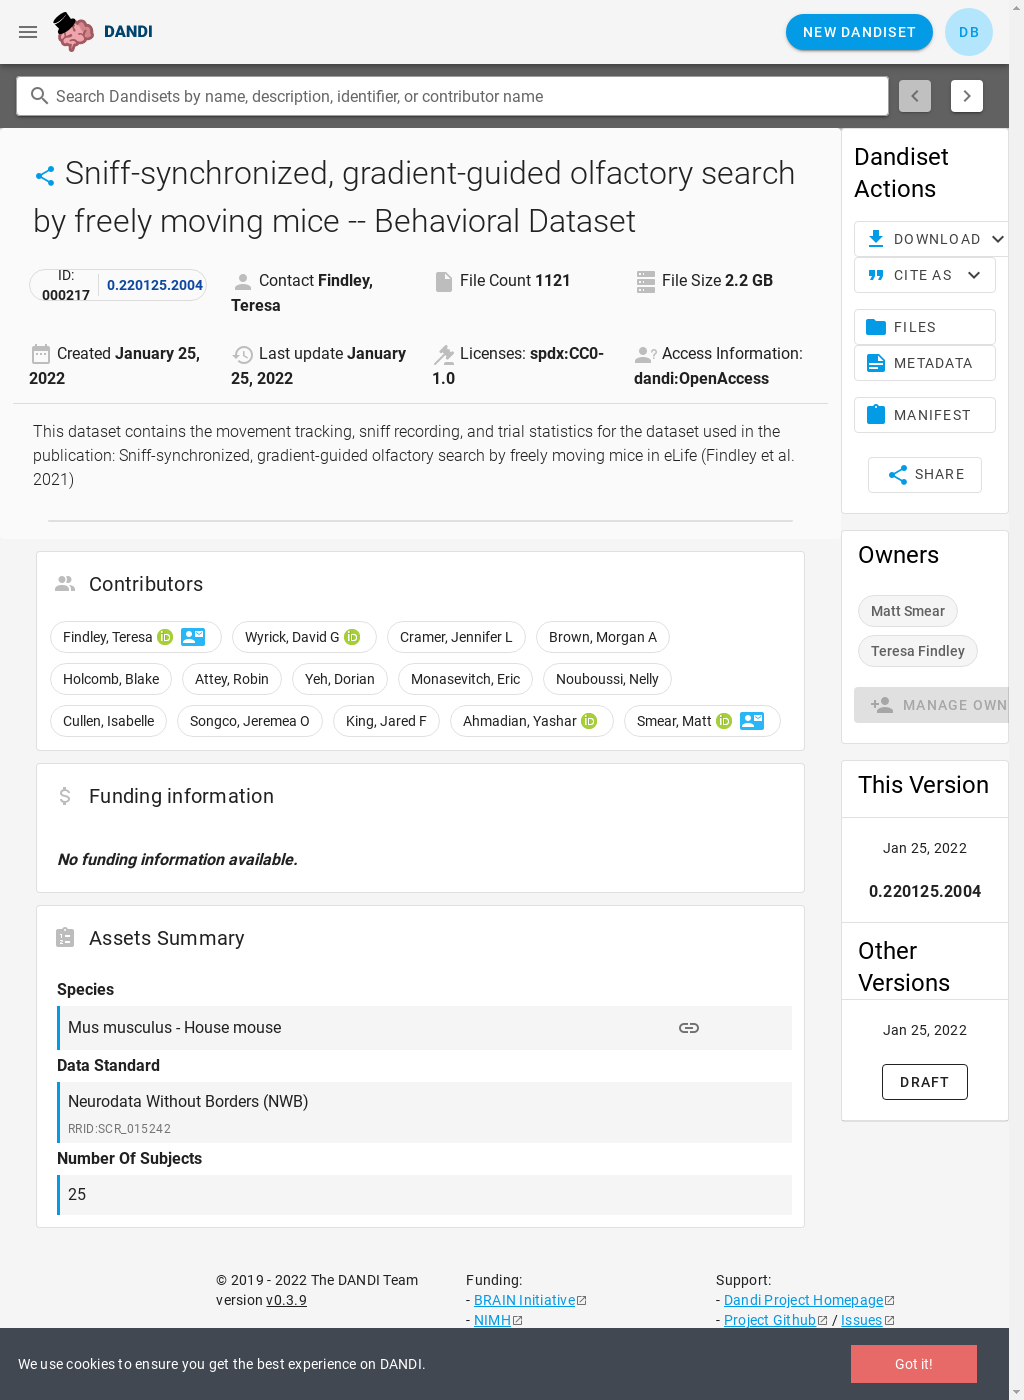 DANDI
NEW DANDISET
DB
Search Dandisets by name, description, identifier, or contributor name
Sniff-synchronized, gradient-guided olfactory search
by freely moving mice -- Behavioral Dataset
ID:
000217
0.220125.2004
Contact Findley,
Teresa
File Count 1121
File Size 2.2 GB
Created January 25,
2022
Last update January
25, 2022
Licenses: spdx:CC0-
1.0
Access Information:
dandi:OpenAccess
This dataset contains the movement tracking, sniff recording, and trial statistics for the dataset used in the
publication: Sniff-synchronized, gradient-guided olfactory search by freely moving mice in eLife (Findley et al.
2021)
Contributors
Findley, Teresa iD
Wyrick, David G iD
Cramer, Jennifer L
Brown, Morgan A
Holcomb, Blake
Attey, Robin
Yeh, Dorian
Monasevitch, Eric
Nouboussi, Nelly
Cullen, Isabelle
Songco, Jeremea O
King, Jared F
Ahmadian, Yashar iD
Smear, Matt iD
Funding information
No funding information available.
Assets Summary
Species
Mus musculus - House mouse
Data Standard
Neurodata Without Borders (NWB)
RRID:SCR_015242
Number Of Subjects
25
Dandiset
Actions
DOWNLOAD
CITE AS
FILES
METADATA
MANIFEST
SHARE
Owners
Matt Smear
Teresa Findley
MANAGE OWN
This Version
Jan 25, 2022
0.220125.2004
Other
Versions
Jan 25, 2022
DRAFT
© 2019 - 2022 The DANDI Team
version v0.3.9
Funding:
- BRAIN Initiative
- NIMH
Support:
- Dandi Project Homepage
- Project Github / Issues
We use cookies to ensure you get the best experience on DANDI.
Got it!